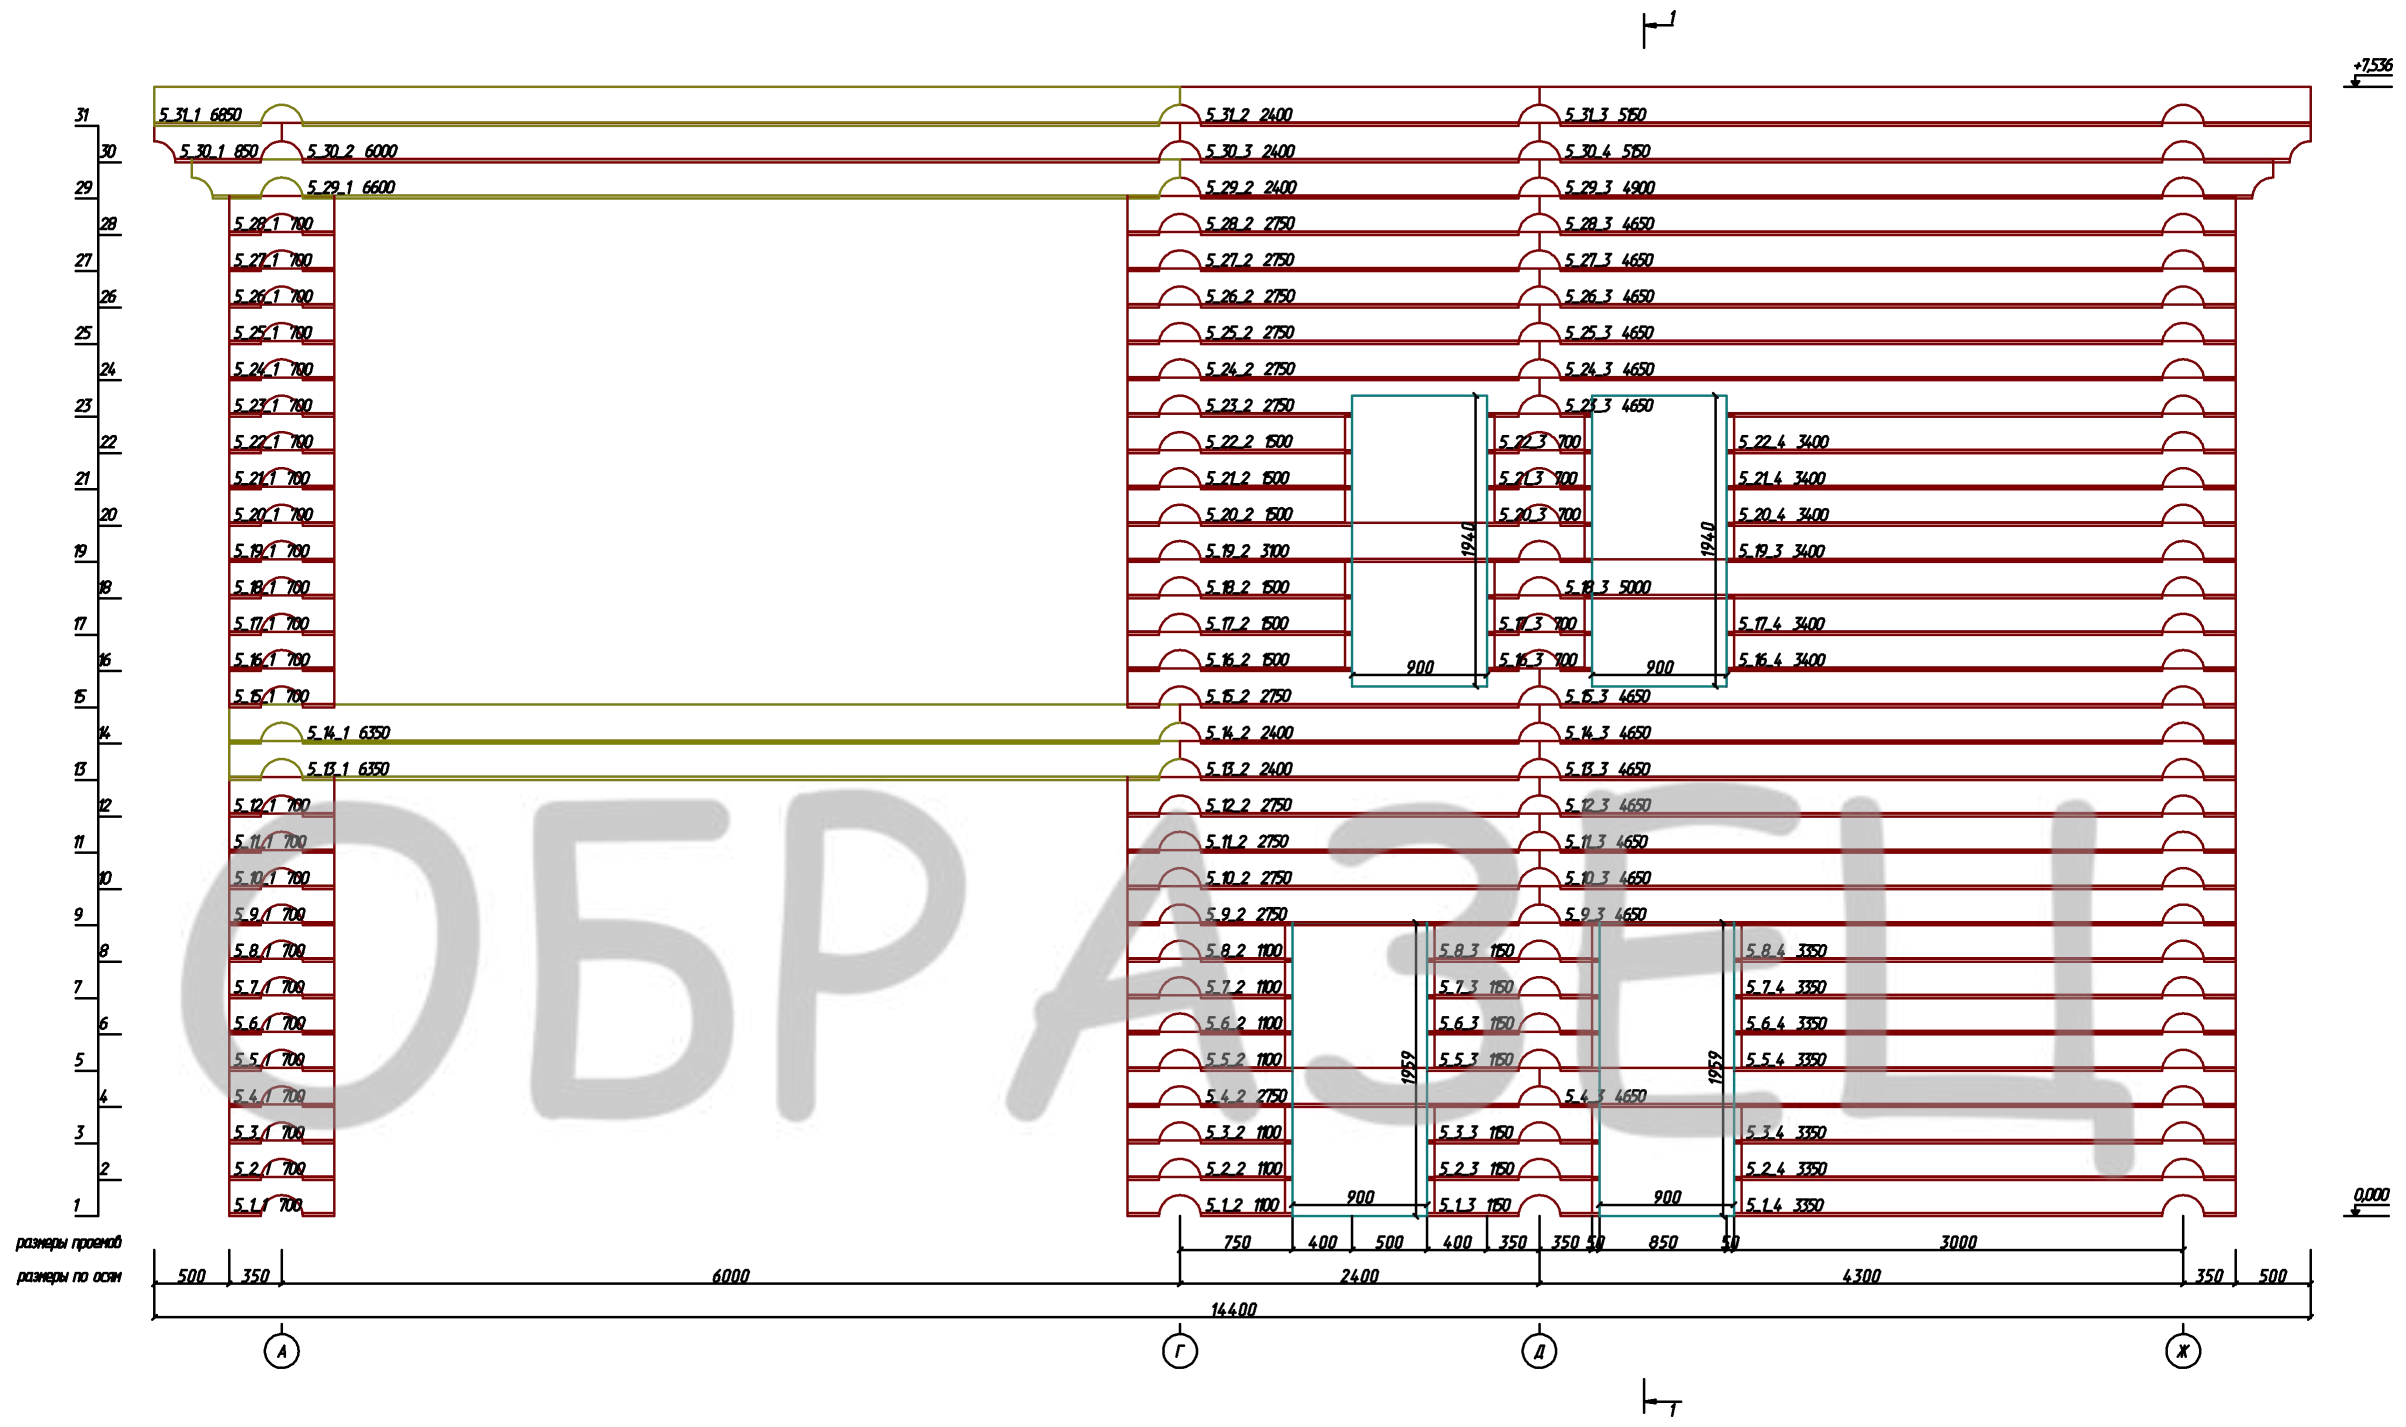 1
+7,536
31 5_31_1 6850 5_31_2 2400 5_31_3 5150
30 5_30_1 850 5_30_2 6000 5_30_3 2400 5_30_4 5150
29 5_29_1 6600 5_29_2 2400 5_29_3 4900
28 5_28_1 700 5_28_2 2750 5_28_3 4650
27 5_27_1 700 5_27_2 2750 5_27_3 4650
26 5_26_1 700 5_26_2 2750 5_26_3 4650
25 5_25_1 700 5_25_2 2750 5_25_3 4650
24 5_24_1 700 5_24_2 2750 5_24_3 4650
23 5_23_1 700 5_23_2 2750 5_23_3 4650
22 5_22_1 700 5_22_2 1500 5_22_3 700 5_22_4 3400
21 5_21_1 700 5_21_2 1500 5_21_3 700 5_21_4 3400
20 5_20_1 700 5_20_2 1500 5_20_3 700 5_20_4 3400
1940 1940
19 5_19_1 700 5_19_2 3100 5_19_3 3400
18 5_18_1 700 5_18_2 1500 5_18_3 5000
17 5_17_1 700 5_17_2 1500 5_17_3 700 5_17_4 3400
16 5_16_1 700 5_16_2 1500 900 5_16_3 700 900 5_16_4 3400
15 5_15_1 700 5_15_2 2750 5_15_3 4650
14 5_14_1 6350 5_14_2 2400 5_14_3 4650
13 5_13_1 6350 5_13_2 2400 5_13_3 4650
12 5_12_1 700 5_12_2 2750 5_12_3 4650
11 5_11_1 700 5_11_2 2750 5_11_3 4650
10 5_10_1 700 5_10_2 2750 5_10_3 4650
9 5_9_1 700 5_9_2 2750 5_9_3 4650
ОБРАЗЕЦ
8 5_8_1 700 5_8_2 1100 5_8_3 1150 5_8_4 3350
7 5_7_1 700 5_7_2 1100 5_7_3 1150 5_7_4 3350
6 5_6_1 700 5_6_2 1100 5_6_3 1150 5_6_4 3350
5 5_5_1 700 5_5_2 1100 5_5_3 1150 5_5_4 3350
1959 1959
4 5_4_1 700 5_4_2 2750 5_4_3 4650
3 5_3_1 700 5_3_2 1100 5_3_3 1150 5_3_4 3350
2 5_2_1 700 5_2_2 1100 5_2_3 1150 5_2_4 3350
900 900 0,000
1 5_1_1 700 5_1_2 1100 5_1_3 1150 5_1_4 3350
размеры проемов 750 400 500 400 350 350 50 850 50 3000
размеры по осям 500 350 6000 2400 4300 350 500
14400
А Г Д Ж
1